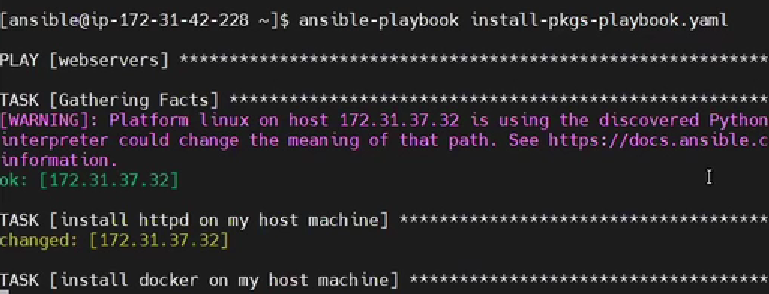 [ansible@ip-172-31-42-228 ~]$ ansible-playbook install-pkgs-playbook.yaml
PLAY [webservers] ***********************************************************
TASK [Gathering Facts] ******************************************************
[WARNING]: Platform linux on host 172.31.37.32 is using the discovered Python
interpreter could change the meaning of that path. See https://docs.ansible.c
information.
ok: [172.31.37.32]
TASK [install httpd on my host machine] *************************************
changed: [172.31.37.32]
TASK [install docker on my host machine] ************************************